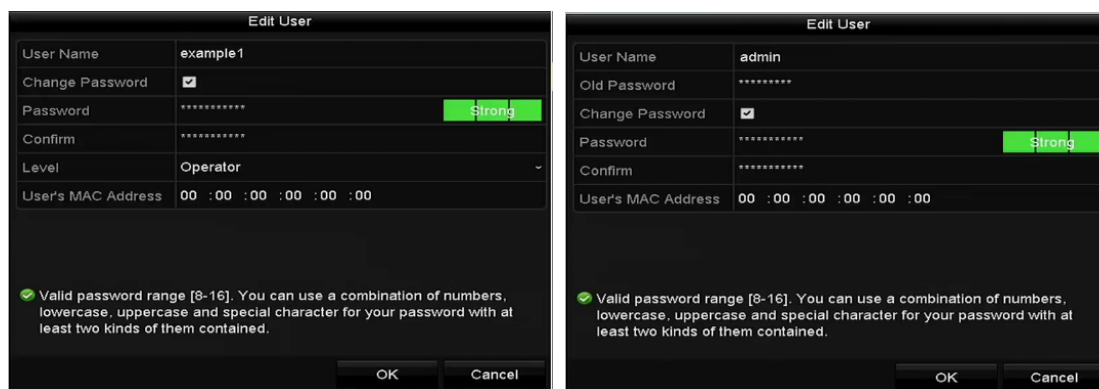 Edit User
User Name example1
Change Password
Password *********** Strong
Confirm ***********
Level Operator
User's MAC Address 00 :00 :00 :00 :00 :00
Valid password range [8-16]. You can use a combination of numbers,
lowercase, uppercase and special character for your password with at
least two kinds of them contained.
OK Cancel
Edit User
User Name admin
Old Password *********
Change Password
Password *********** Strong
Confirm ***********
User's MAC Address 00 :00 :00 :00 :00 :00
Valid password range [8-16]. You can use a combination of numbers,
lowercase, uppercase and special character for your password with at
least two kinds of them contained.
OK Cancel